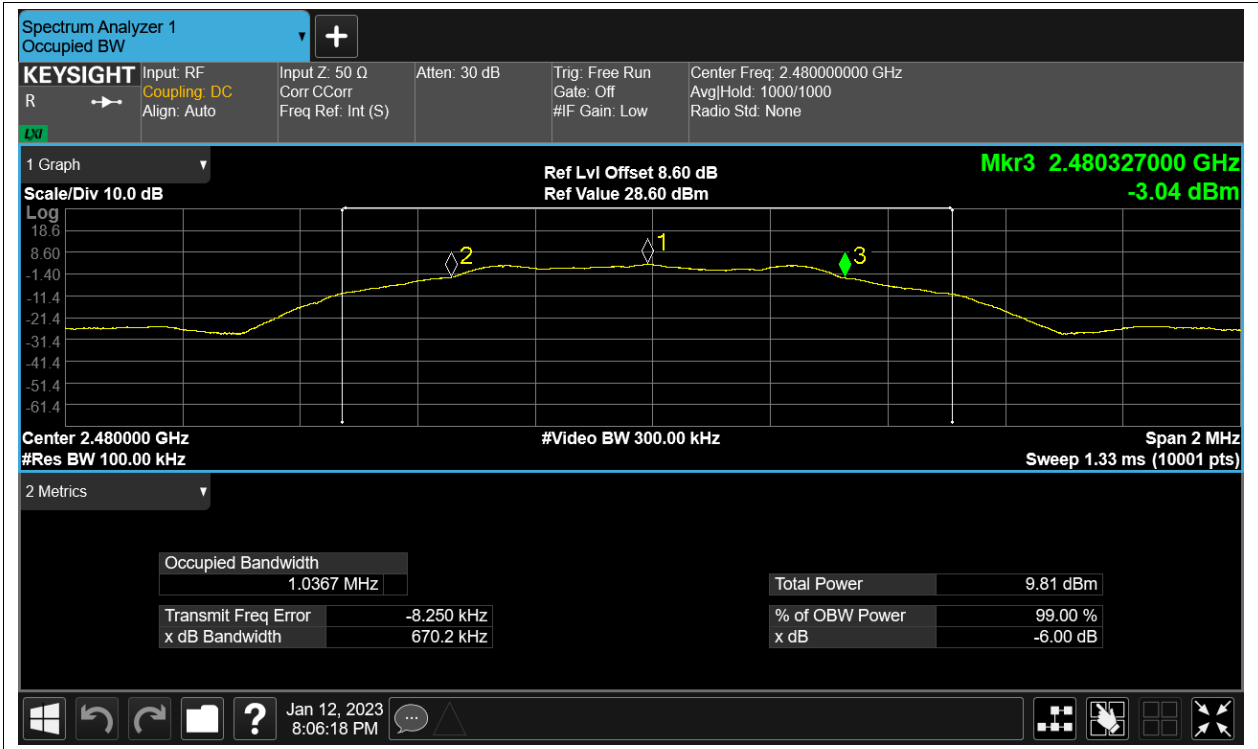 Spectrum Analyzer 1
Occupied BW
KEYSIGHT
R
LXI
Input: RF
Coupling: DC
Align: Auto
Input Z: 50 Ω
Corr CCorr
Freq Ref: Int (S)
Atten: 30 dB
Trig: Free Run
Gate: Off
#IF Gain: Low
Center Freq: 2.480000000 GHz
Avg|Hold: 1000/1000
Radio Std: None
1 Graph
Scale/Div 10.0 dB
Ref Lvl Offset 8.60 dB
Ref Value 28.60 dBm
Mkr3 2.480327000 GHz
-3.04 dBm
Log
18.6
8.60
-1.40
-11.4
-21.4
-31.4
-41.4
-51.4
-61.4
2
1
3
Center 2.480000 GHz
#Video BW 300.00 kHz
Span 2 MHz
#Res BW 100.00 kHz
Sweep 1.33 ms (10001 pts)
2 Metrics
Occupied Bandwidth
1.0367 MHz
Transmit Freq Error -8.250 kHz
x dB Bandwidth 670.2 kHz
Total Power 9.81 dBm
% of OBW Power 99.00 %
x dB -6.00 dB
?
Jan 12, 2023
8:06:18 PM